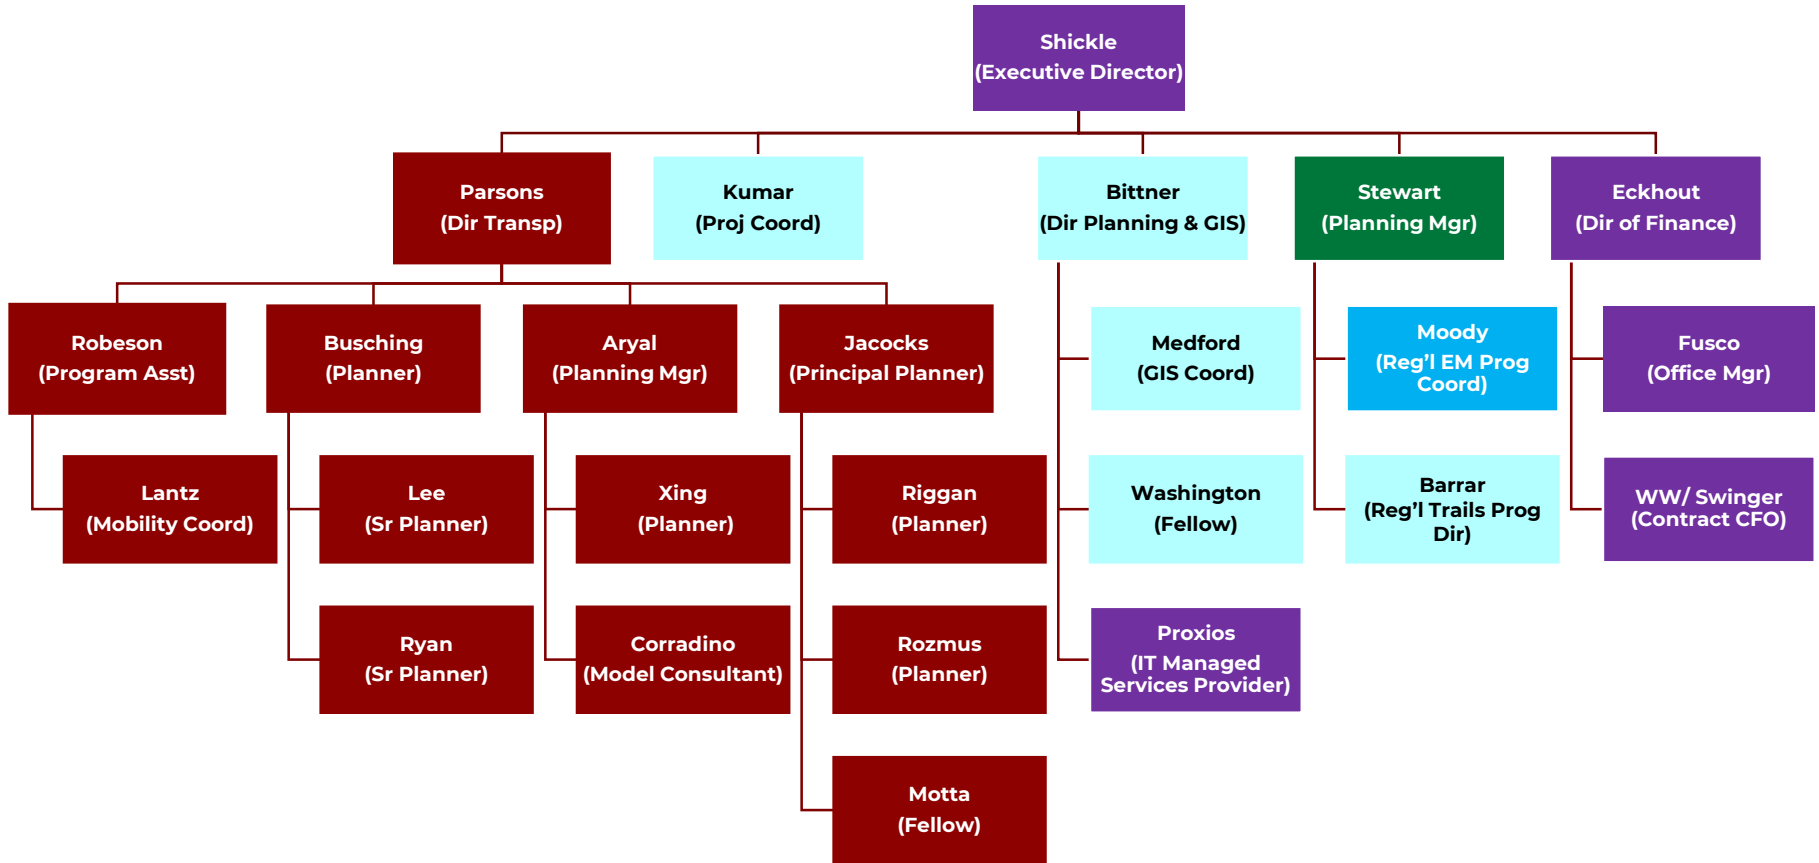 Shickle
(Executive Director)
Parsons
(Dir Transp)
Kumar
(Proj Coord)
Bittner
(Dir Planning & GIS)
Stewart
(Planning Mgr)
Eckhout
(Dir of Finance)
Robeson
(Program Asst)
Busching
(Planner)
Aryal
(Planning Mgr)
Jacocks
(Principal Planner)
Medford
(GIS Coord)
Moody
(Reg’l EM Prog
Coord)
Fusco
(Office Mgr)
Lantz
(Mobility Coord)
Lee
(Sr Planner)
Xing
(Planner)
Riggan
(Planner)
Washington
(Fellow)
Barrar
(Reg’l Trails Prog
Dir)
WW/ Swinger
(Contract CFO)
Ryan
(Sr Planner)
Corradino
(Model Consultant)
Rozmus
(Planner)
Proxios
(IT Managed
Services Provider)
Motta
(Fellow)